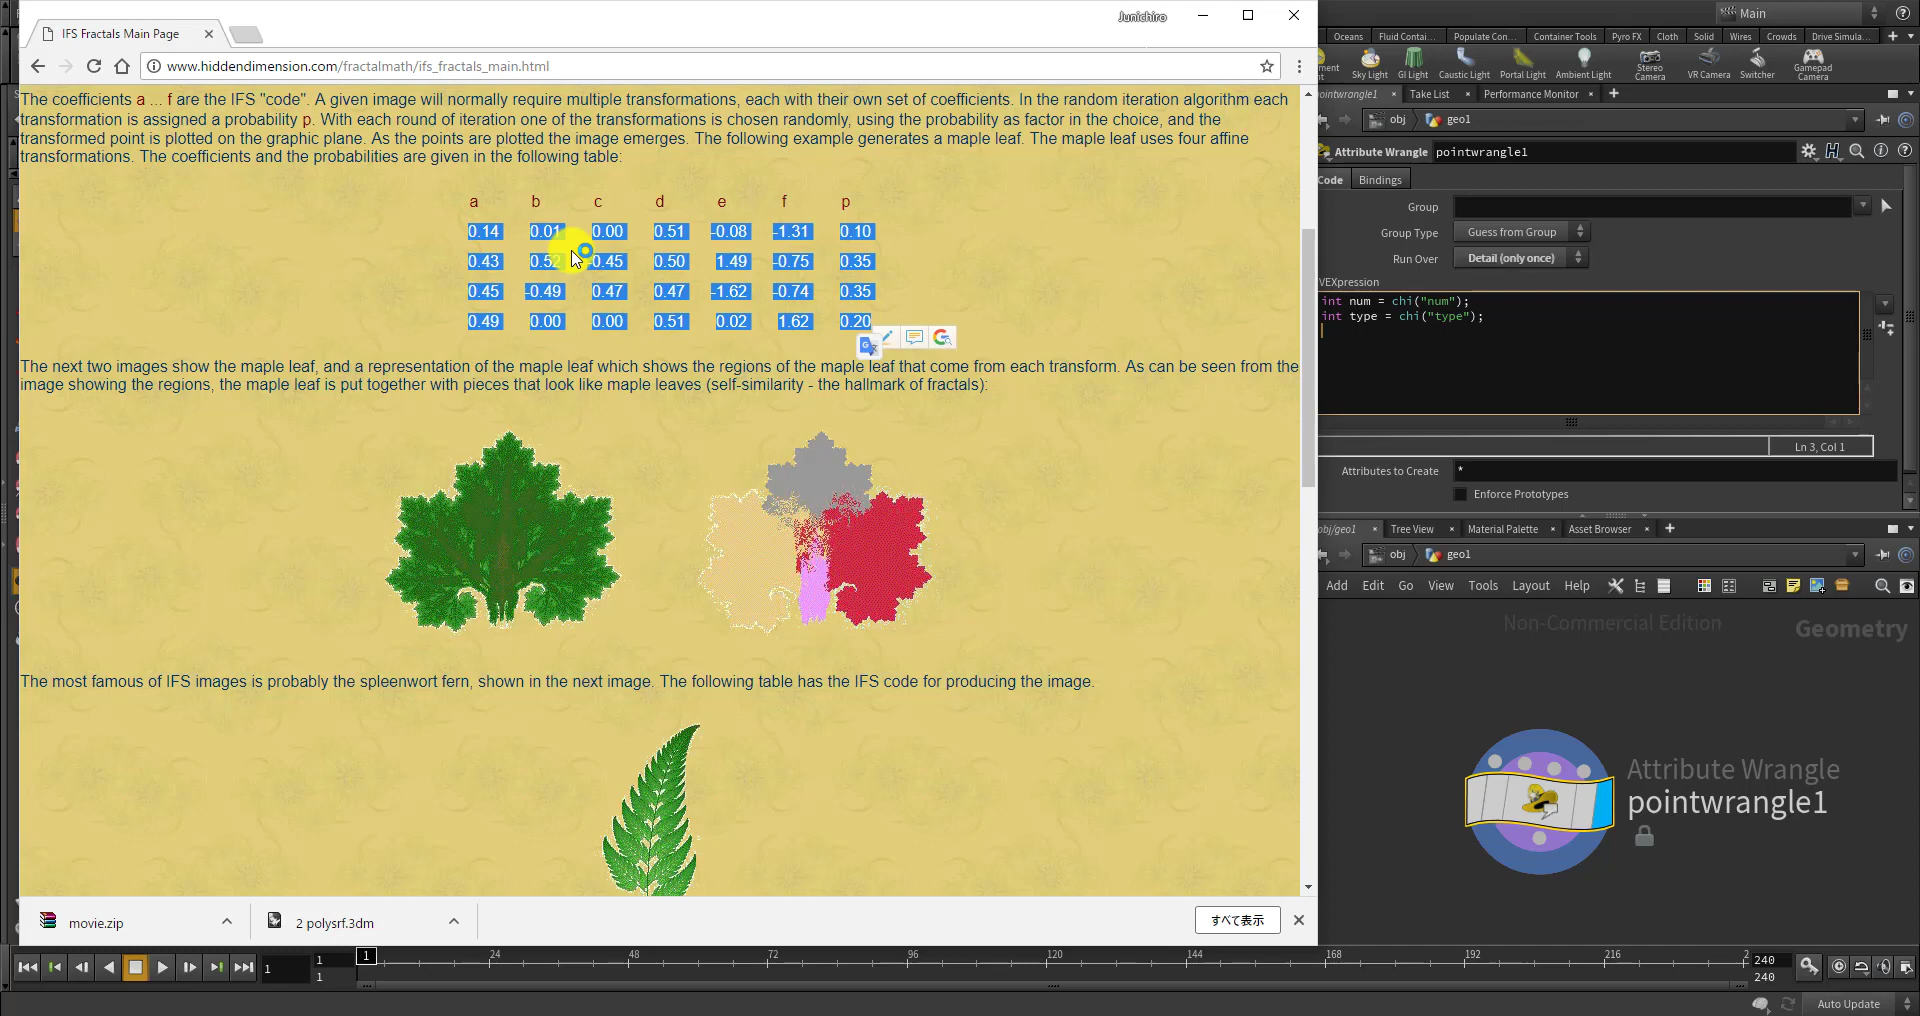 Junichiro
IFS Fractals Main Page
www.hiddendimension.com/fractalmath/ifs_fractals_main.html
The coefficients a ... f are the IFS "code". A given image will normally require multiple transformations, each with their own set of coefficients. In the random iteration algorithm each
transformation is assigned a probability p. With each round of iteration one of the transformations is chosen randomly, using the probability as factor in the choice, and the
transformed point is plotted on the graphic plane. As the points are plotted the image emerges. The following example generates a maple leaf. The maple leaf uses four affine
transformations. The coefficients and the probabilities are given in the following table:
a b c d e f p
0.14 0.01 0.00 0.51 -0.08 -1.31 0.10
0.43 0.52 -0.45 0.50 1.49 -0.75 0.35
0.45 -0.49 0.47 0.47 -1.62 -0.74 0.35
0.49 0.00 0.00 0.51 0.02 1.62 0.20
The next two images show the maple leaf, and a representation of the maple leaf which shows the regions of the maple leaf that come from each transform. As can be seen from the
image showing the regions, the maple leaf is put together with pieces that look like maple leaves (self-similarity - the hallmark of fractals):
The most famous of IFS images is probably the spleenwort fern, shown in the next image. The following table has the IFS code for producing the image.
movie.zip
2 polysrf.3dm
すべて表示
Main
Oceans Fluid Contai... Populate Con... Container Tools Pyro FX Cloth Solid Wires Crowds Drive Simula...
Sky Light GI Light Caustic Light Portal Light Ambient Light Stereo Camera VR Camera Switcher Gamepad Camera
pointwrangle1 Take List Performance Monitor
obj geo1
Attribute Wrangle pointwrangle1
Code Bindings
Group
Group Type Guess from Group
Run Over Detail (only once)
VEXpression
int num = chi("num");
int type = chi("type");
Ln 3, Col 1
Attributes to Create *
Enforce Prototypes
obj/geo1 Tree View Material Palette Asset Browser
obj geo1
Add Edit Go View Tools Layout Help
Non-Commercial Edition Geometry
Attribute Wrangle
pointwrangle1
1 1 1 1 24 48 72 96 120 144 168 192 216 2 240
240
Auto Update